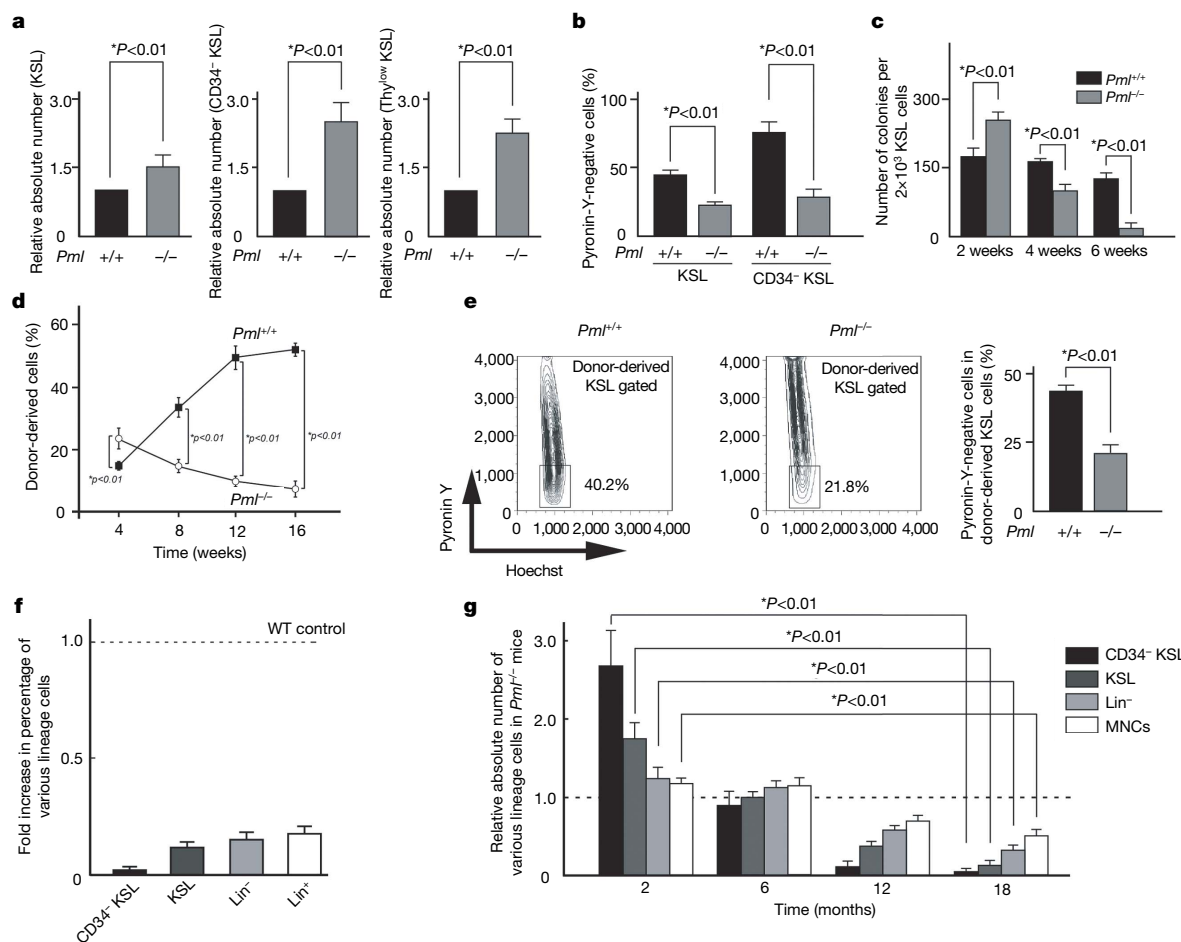 a
*P<0.01
*P<0.01
*P<0.01
Relative absolute number (KSL)
3.0
1.5
0
Pml +/+ −/−
Relative absolute number (CD34− KSL)
3.0
1.5
0
+/+ −/−
Relative absolute number (Thylow KSL)
3.0
1.5
0
+/+ −/−
b
*P<0.01
*P<0.01
Pyronin-Y-negative cells (%)
100
50
0
Pml +/+ −/− +/+ −/−
KSL CD34− KSL
c
Number of colonies per
2×10³ KSL cells
*P<0.01
*P<0.01
*P<0.01
Pml+/+
Pml−/−
300
150
0
2 weeks 4 weeks 6 weeks
d
Donor-derived cells (%)
60
40
20
0
Pml+/+
Pml−/−
*p<0.01
*p<0.01
*p<0.01
*p<0.01
4 8 12 16
Time (weeks)
e
Pml+/+
4,000
3,000
2,000
1,000
0
Donor-derived
KSL gated
40.2%
0 1,000 2,000 3,000 4,000
Pyronin Y
Hoechst
Pml−/−
4,000
3,000
2,000
1,000
0
Donor-derived
KSL gated
21.8%
0 1,000 2,000 3,000 4,000
Pyronin-Y-negative cells in
donor-derived KSL cells (%)
*P<0.01
50
25
0
Pml +/+ −/−
f
Fold increase in percentage of
various lineage cells
WT control
1.0
0.5
0
CD34− KSL
KSL
Lin−
Lin+
g
Relative absolute number of
various lineage cells in Pml−/− mice
*P<0.01
*P<0.01
*P<0.01
*P<0.01
CD34− KSL
KSL
Lin−
MNCs
3.0
2.0
1.0
0
2 6 12 18
Time (months)